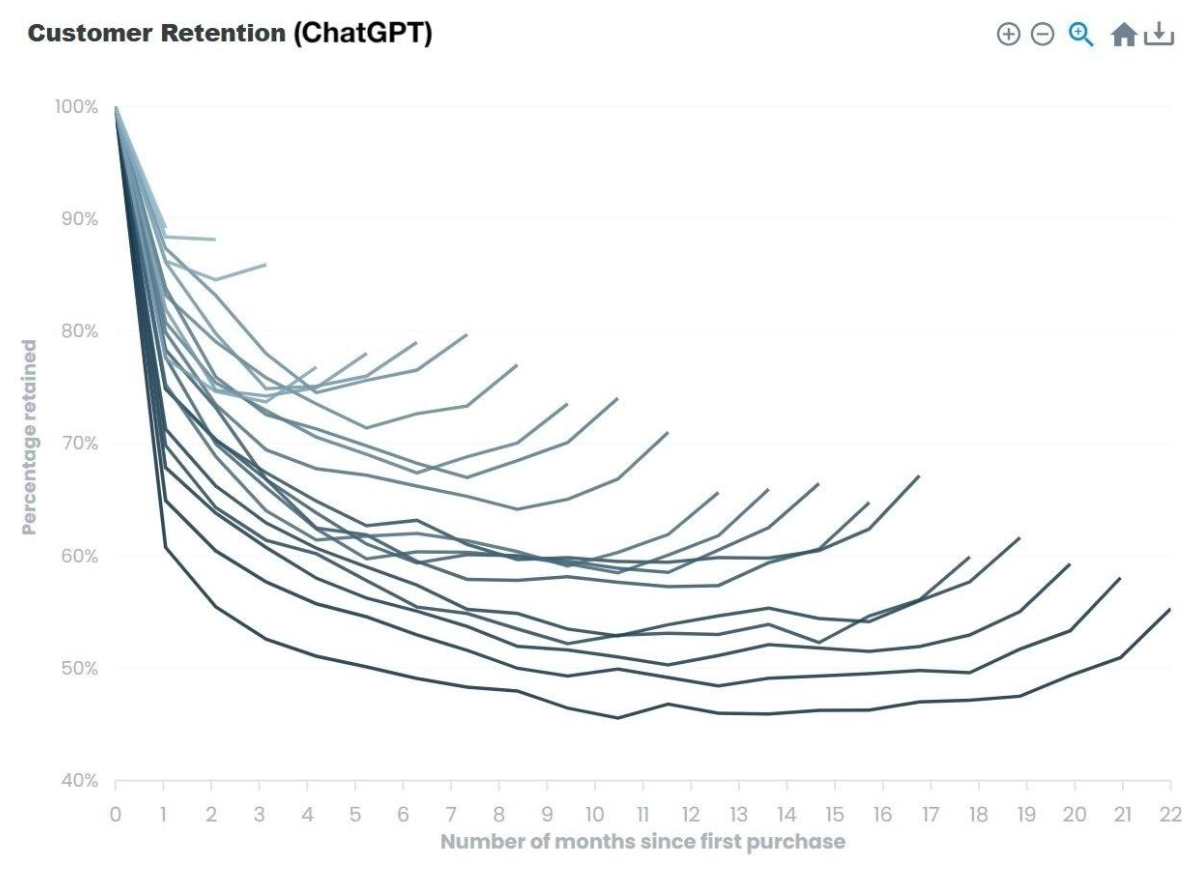 Customer Retention (ChatGPT)
100%
90%
80%
70%
60%
50%
40%
Percentage retained
0 1 2 3 4 5 6 7 8 9 10 11 12 13 14 15 16 17 18 19 20 21 22
Number of months since first purchase